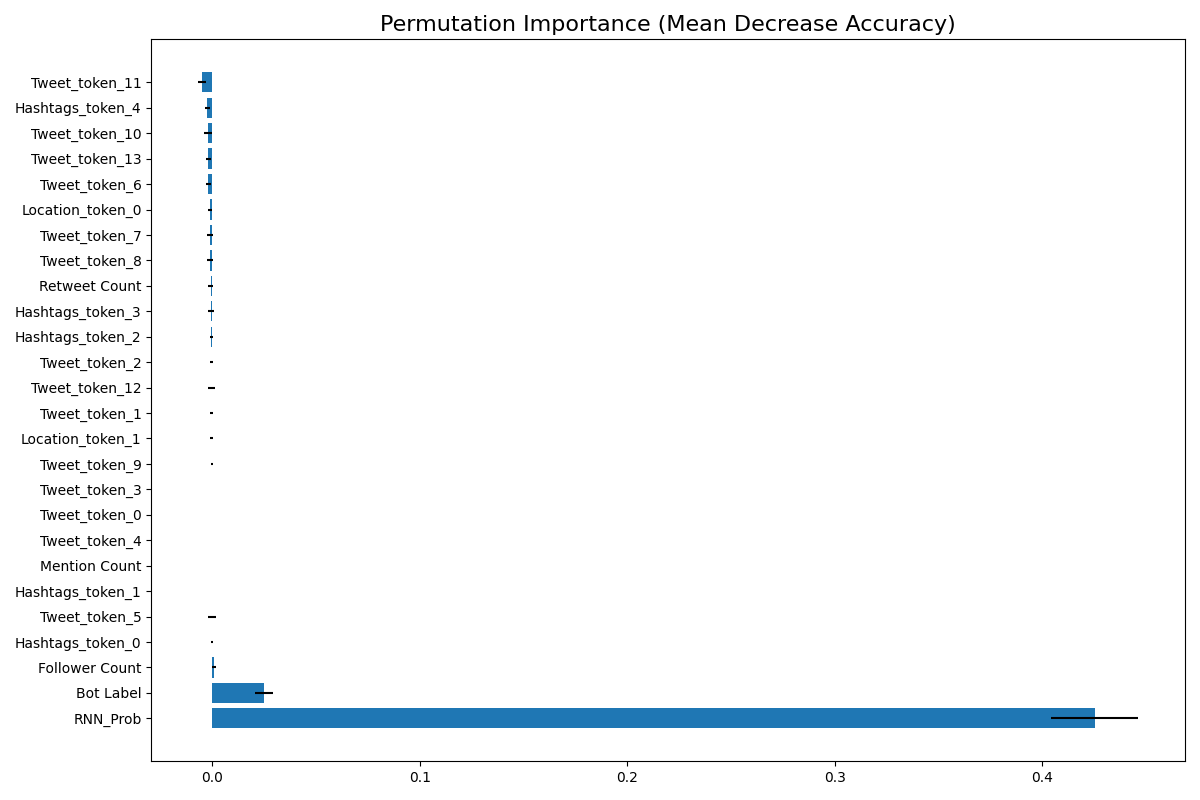 Permutation Importance (Mean Decrease Accuracy)
Tweet_token_11
Hashtags_token_4
Tweet_token_10
Tweet_token_13
Tweet_token_6
Location_token_0
Tweet_token_7
Tweet_token_8
Retweet Count
Hashtags_token_3
Hashtags_token_2
Tweet_token_2
Tweet_token_12
Tweet_token_1
Location_token_1
Tweet_token_9
Tweet_token_3
Tweet_token_0
Tweet_token_4
Mention Count
Hashtags_token_1
Tweet_token_5
Hashtags_token_0
Follower Count
Bot Label
RNN_Prob
0.0 0.1 0.2 0.3 0.4